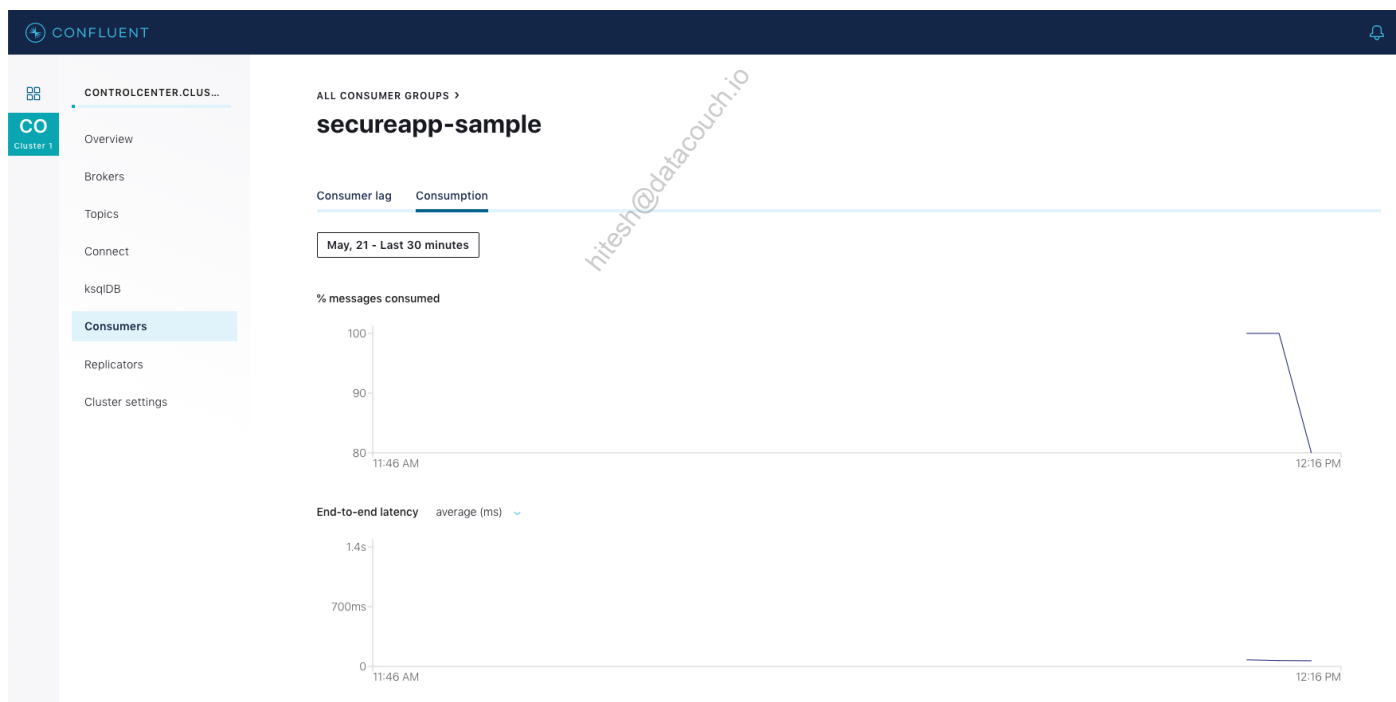 CONFLUENT
CONTROLCENTER.CLUS...
CO
Cluster 1
Overview
Brokers
Topics
Connect
ksqlDB
Consumers
Replicators
Cluster settings
ALL CONSUMER GROUPS >
secureapp-sample
hitesh@datacouch.io
Consumer lag Consumption
May, 21 - Last 30 minutes
% messages consumed
100
90
80
11:46 AM 12:16 PM
End-to-end latency average (ms)
1.4s
700ms
0
11:46 AM 12:16 PM